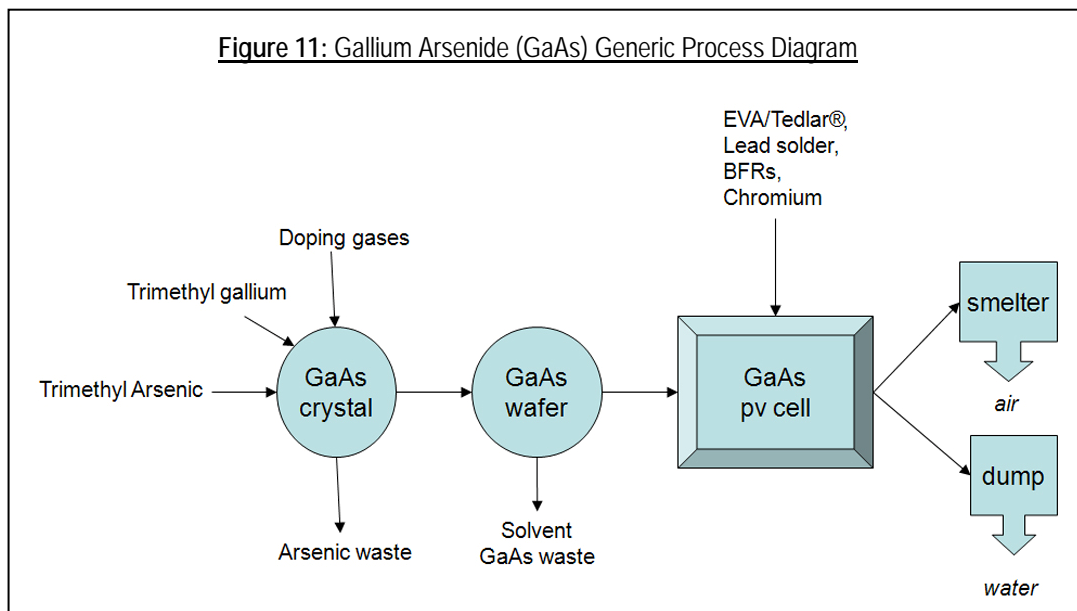 Figure 11: Gallium Arsenide (GaAs) Generic Process Diagram
EVA/Tedlar®,
Lead solder,
BFRs,
Chromium
Doping gases
Trimethyl gallium
Trimethyl Arsenic
GaAs
crystal
GaAs
wafer
GaAs
pv cell
smelter
air
dump
water
Arsenic waste
Solvent
GaAs waste